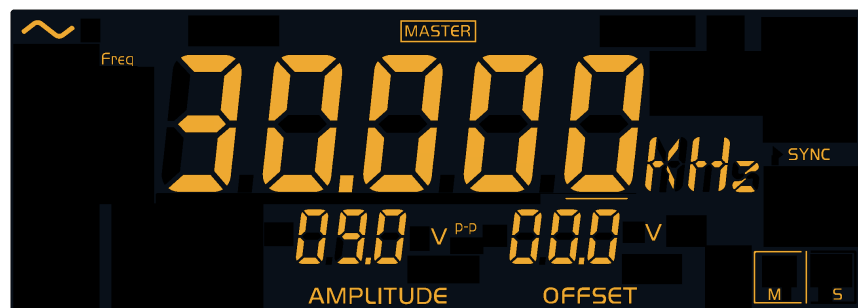 MASTER
Freq
30.000 KHz
SYNC
09.0 V p-p 00.0 V
AMPLITUDE OFFSET
M S